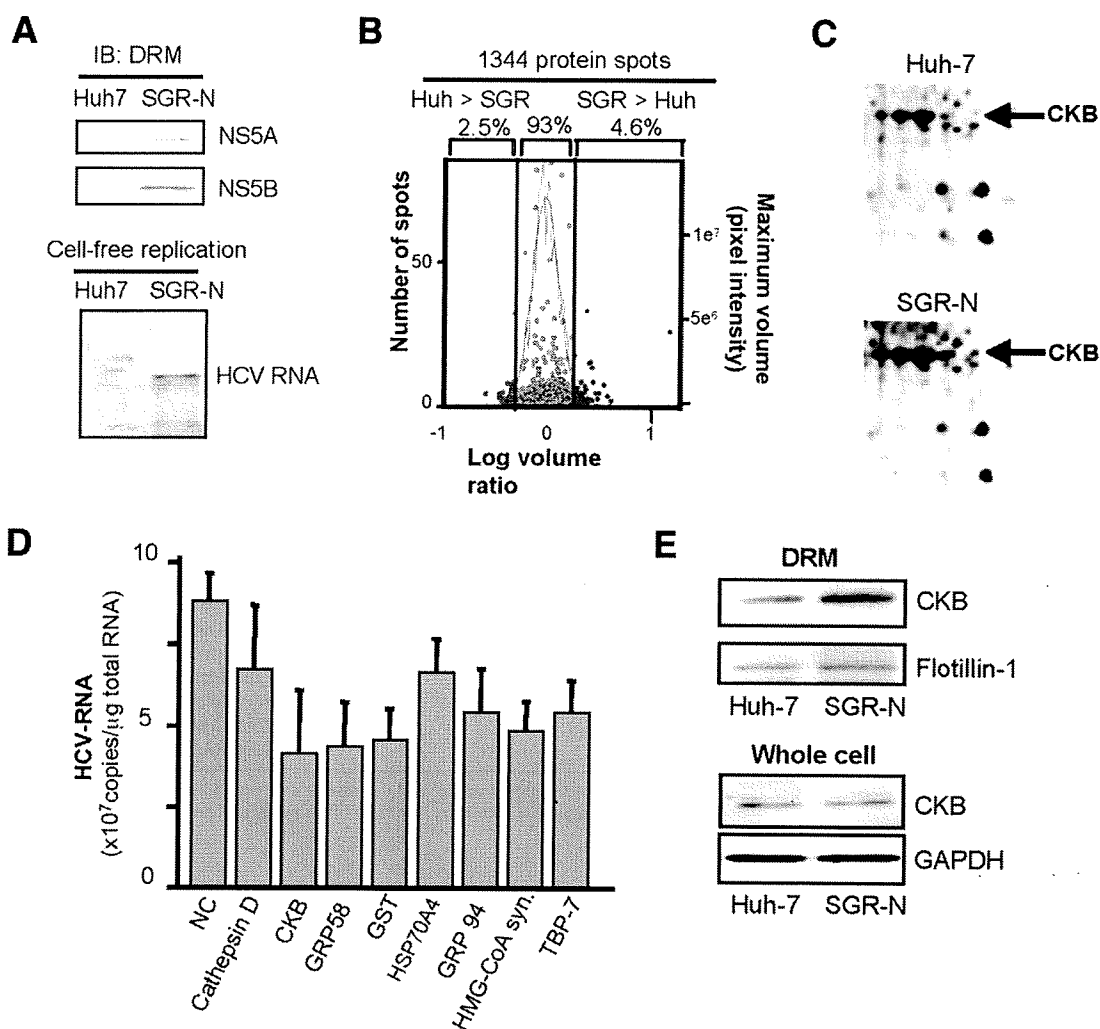 A
IB: DRM
Huh7 SGR-N
NS5A
NS5B
Cell-free replication
Huh7 SGR-N
HCV RNA
B
1344 protein spots
Huh > SGR SGR > Huh
2.5% 93% 4.6%
Number of spots
50
0
1e⁷
5e⁶
Maximum volume
(pixel intensity)
-1 0 1
Log volume
ratio
C
Huh-7
CKB
SGR-N
CKB
D
HCV-RNA
(x10⁷copies/μg total RNA)
10
5
0
NC
Cathepsin D
CKB
GRP58
GST
HSP70A4
GRP 94
HMG-CoA syn.
TBP-7
E
DRM
CKB
Flotillin-1
Huh-7 SGR-N
Whole cell
CKB
GAPDH
Huh-7 SGR-N